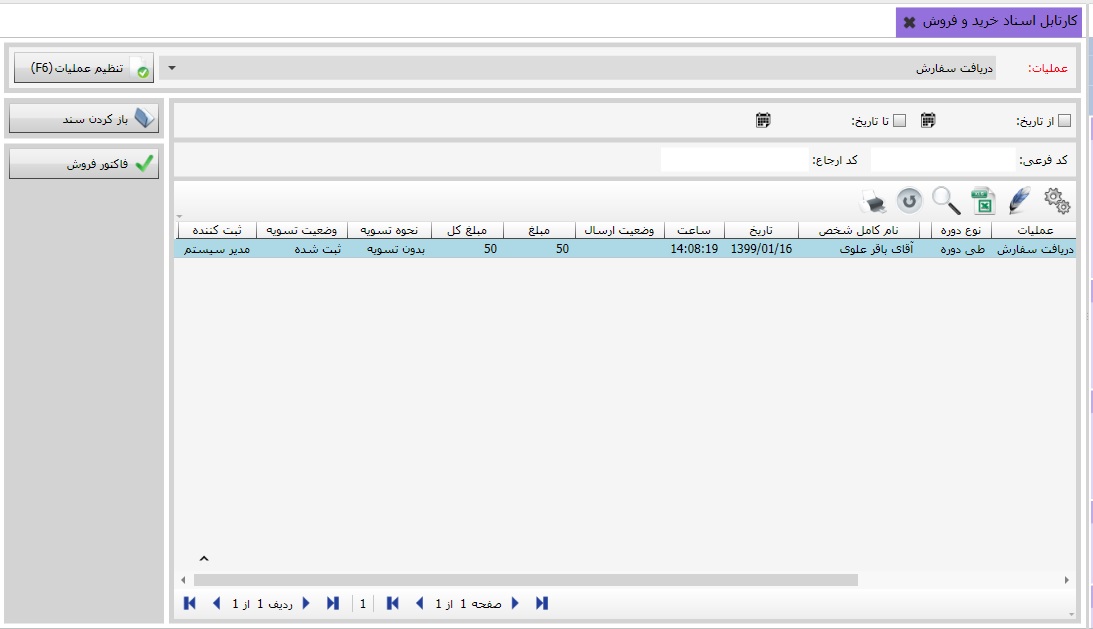 کارتابل اسناد خرید و فروش
عملیات: دریافت سفارش تنظیم عملیات (F6)
باز کردن سند
فاکتور فروش
از تاریخ: تا تاریخ:
کد فرعی: کد ارجاع:
عملیات نوع دوره نام کامل شخص تاریخ ساعت وضعیت ارسال مبلغ مبلغ کل نحوه تسویه وضعیت تسویه ثبت کننده
دریافت سفارش طی دوره آقای باقر علوی 1399/01/16 14:08:19 50 50 بدون تسویه ثبت شده مدیر سیستم
صفحه 1 از 1 1 ردیف 1 از 1